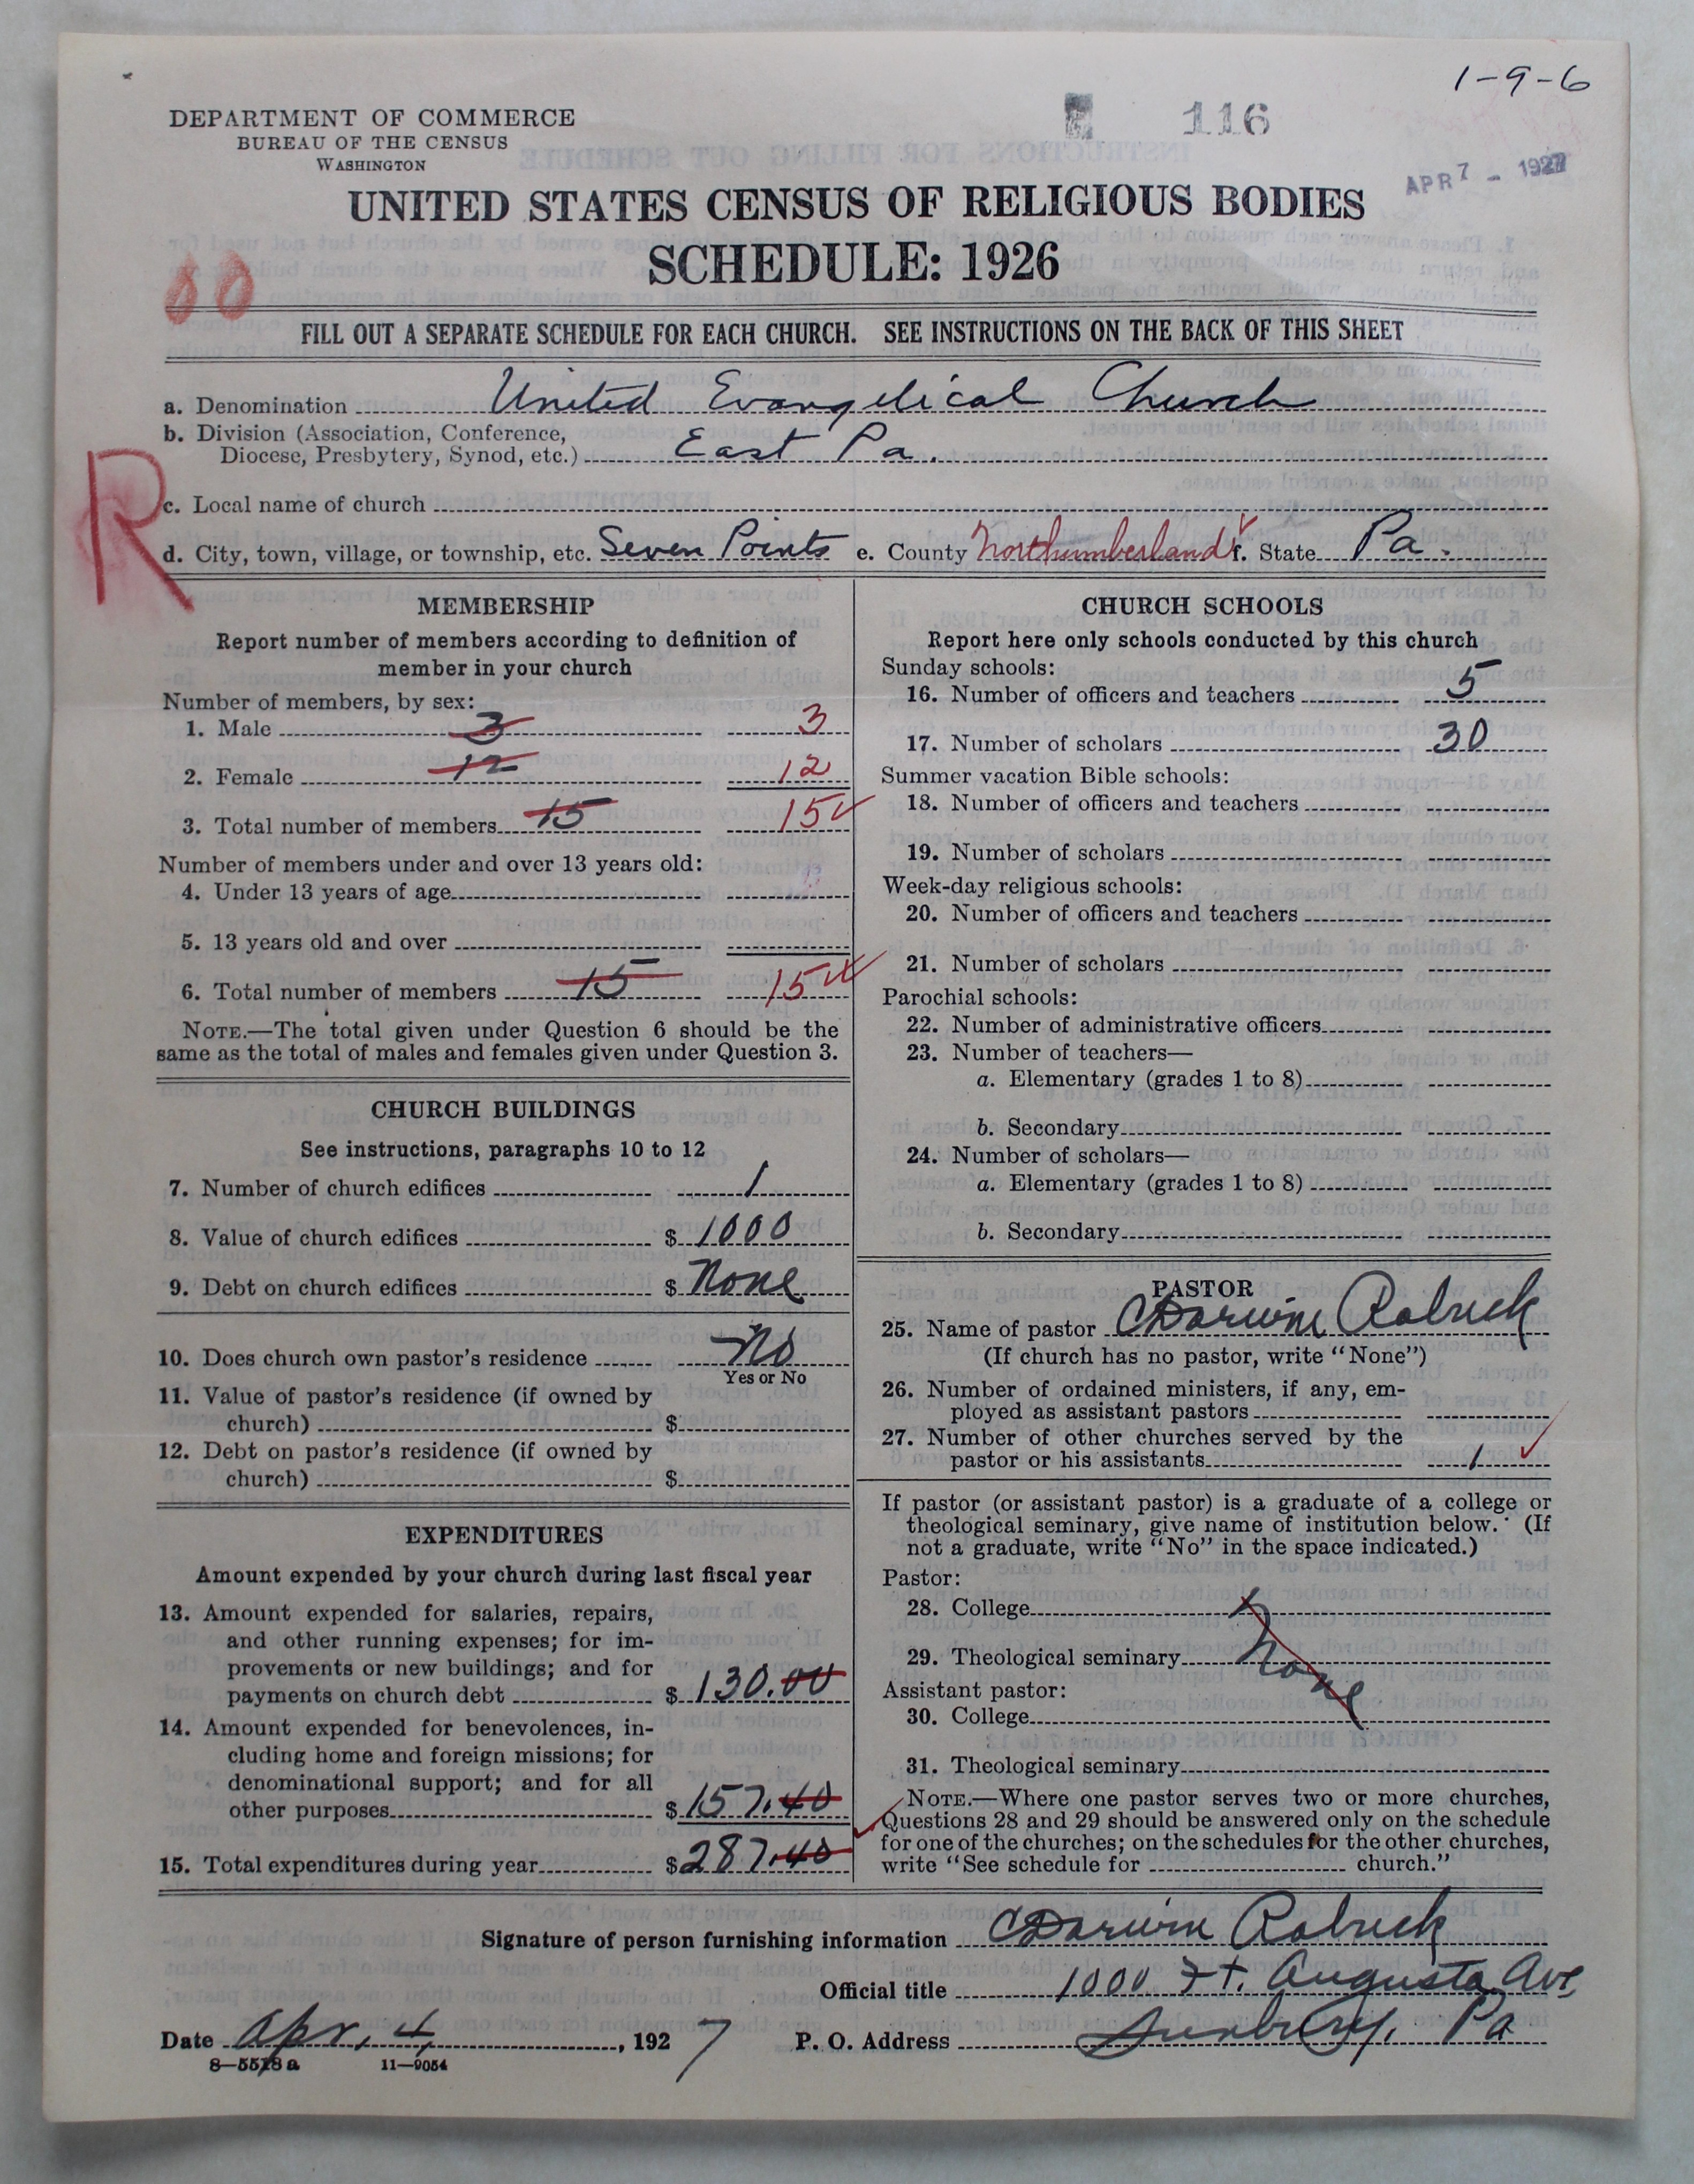 1-9-6
DEPARTMENT OF COMMERCE
BUREAU OF THE CENSUS
WASHINGTON
116
APR 7 - 1927
UNITED STATES CENSUS OF RELIGIOUS BODIES
SCHEDULE: 1926
FILL OUT A SEPARATE SCHEDULE FOR EACH CHURCH. SEE INSTRUCTIONS ON THE BACK OF THIS SHEET
a. Denomination United Evangelical Church
b. Division (Association, Conference,
Diocese, Presbytery, Synod, etc.) East Pa.
R
c. Local name of church
d. City, town, village, or township, etc. Seven Points e. County Northumberland f. State Pa.
MEMBERSHIP
Report number of members according to definition of
member in your church
Number of members, by sex:
1. Male 3 3
2. Female 12 12
3. Total number of members 15 15
Number of members under and over 13 years old:
4. Under 13 years of age
5. 13 years old and over
6. Total number of members 15 15
NOTE.—The total given under Question 6 should be the
same as the total of males and females given under Question 3.
CHURCH BUILDINGS
See instructions, paragraphs 10 to 12
7. Number of church edifices 1
8. Value of church edifices $ 1000
9. Debt on church edifices $ None
10. Does church own pastor's residence No
Yes or No
11. Value of pastor's residence (if owned by
church) $
12. Debt on pastor's residence (if owned by
church) $
EXPENDITURES
Amount expended by your church during last fiscal year
13. Amount expended for salaries, repairs,
and other running expenses; for im-
provements or new buildings; and for
payments on church debt $ 130.00
14. Amount expended for benevolences, in-
cluding home and foreign missions; for
denominational support; and for all
other purposes $ 157.40
15. Total expenditures during year $ 287.40
CHURCH SCHOOLS
Report here only schools conducted by this church
Sunday schools:
16. Number of officers and teachers 5
17. Number of scholars 30
Summer vacation Bible schools:
18. Number of officers and teachers
19. Number of scholars
Week-day religious schools:
20. Number of officers and teachers
21. Number of scholars
Parochial schools:
22. Number of administrative officers
23. Number of teachers—
a. Elementary (grades 1 to 8)
b. Secondary
24. Number of scholars—
a. Elementary (grades 1 to 8)
b. Secondary
PASTOR
25. Name of pastor Darwin
(If church has no pastor, write "None")
26. Number of ordained ministers, if any, em-
ployed as assistant pastors
27. Number of other churches served by the
pastor or his assistants 1
If pastor (or assistant pastor) is a graduate of a college or
theological seminary, give name of institution below. (If
not a graduate, write "No" in the space indicated.)
Pastor:
28. College
29. Theological seminary None
Assistant pastor:
30. College
31. Theological seminary
NOTE.—Where one pastor serves two or more churches,
Questions 28 and 29 should be answered only on the schedule
for one of the churches; on the schedules for the other churches,
write "See schedule for church."
Signature of person furnishing information Darwin
Official title 1000 Ft. Augusta Ave,
Date Apr. 4, 1927 P. O. Address Sunbury, Pa
8-5518 a 11-9054